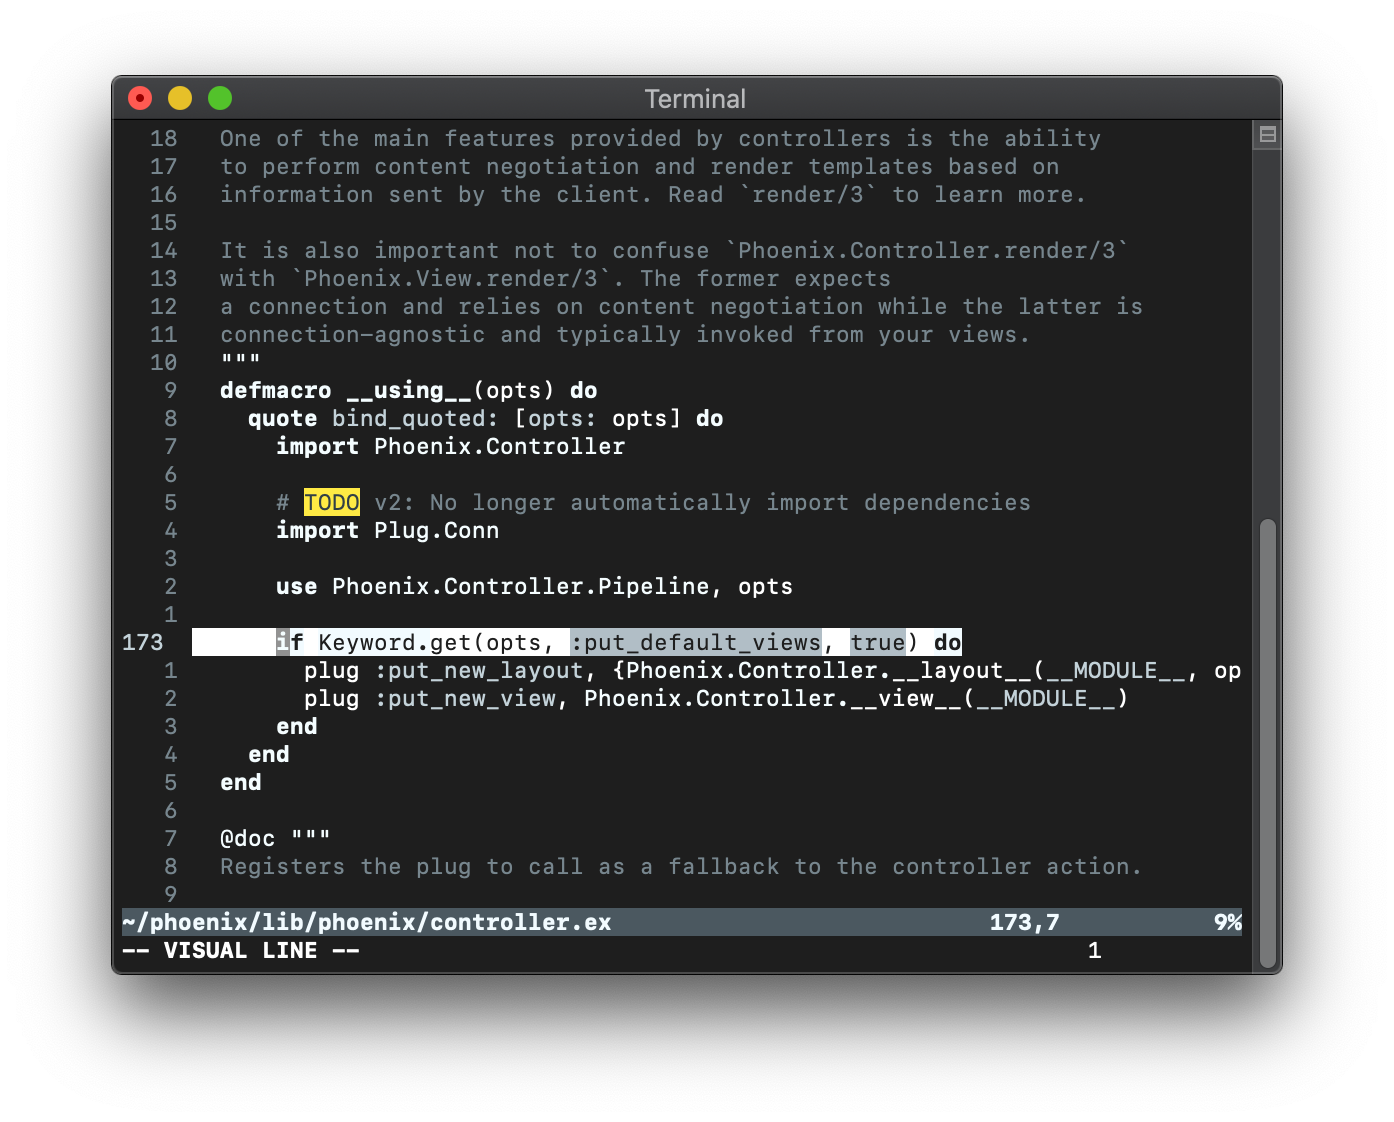 Terminal
18   One of the main features provided by controllers is the ability
17   to perform content negotiation and render templates based on
16   information sent by the client. Read `render/3` to learn more.
15
14   It is also important not to confuse `Phoenix.Controller.render/3`
13   with `Phoenix.View.render/3`. The former expects
12   a connection and relies on content negotiation while the latter is
11   connection-agnostic and typically invoked from your views.
10   """
9   defmacro __using__(opts) do
8     quote bind_quoted: [opts: opts] do
7       import Phoenix.Controller
6
5       # TODO v2: No longer automatically import dependencies
4       import Plug.Conn
3
2       use Phoenix.Controller.Pipeline, opts
1
173       if Keyword.get(opts, :put_default_views, true) do
1         plug :put_new_layout, {Phoenix.Controller.__layout__(__MODULE__, op
2         plug :put_new_view, Phoenix.Controller.__view__(__MODULE__)
3       end
4     end
5   end
6
7   @doc """
8   Registers the plug to call as a fallback to the controller action.
9
~/phoenix/lib/phoenix/controller.ex 173,7 9%
-- VISUAL LINE -- 1